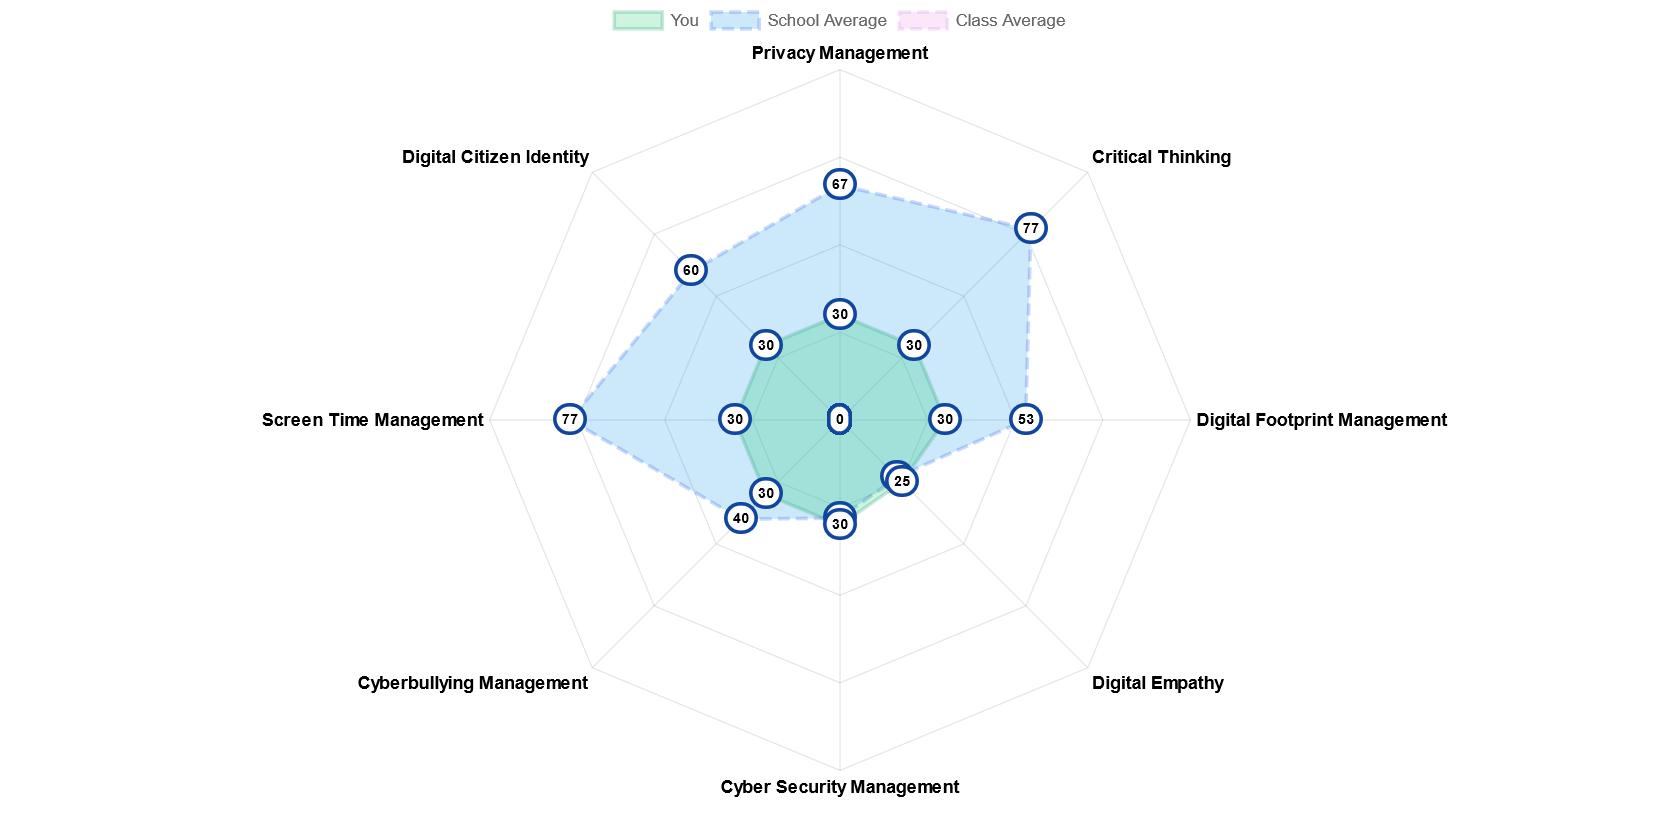 You School Average Class Average
Privacy Management
Digital Citizen Identity
Critical Thinking
67
77
60
30
30
30
Screen Time Management
77
30
0
30
53
Digital Footprint Management
25
30
40
30
Cyberbullying Management
Digital Empathy
Cyber Security Management